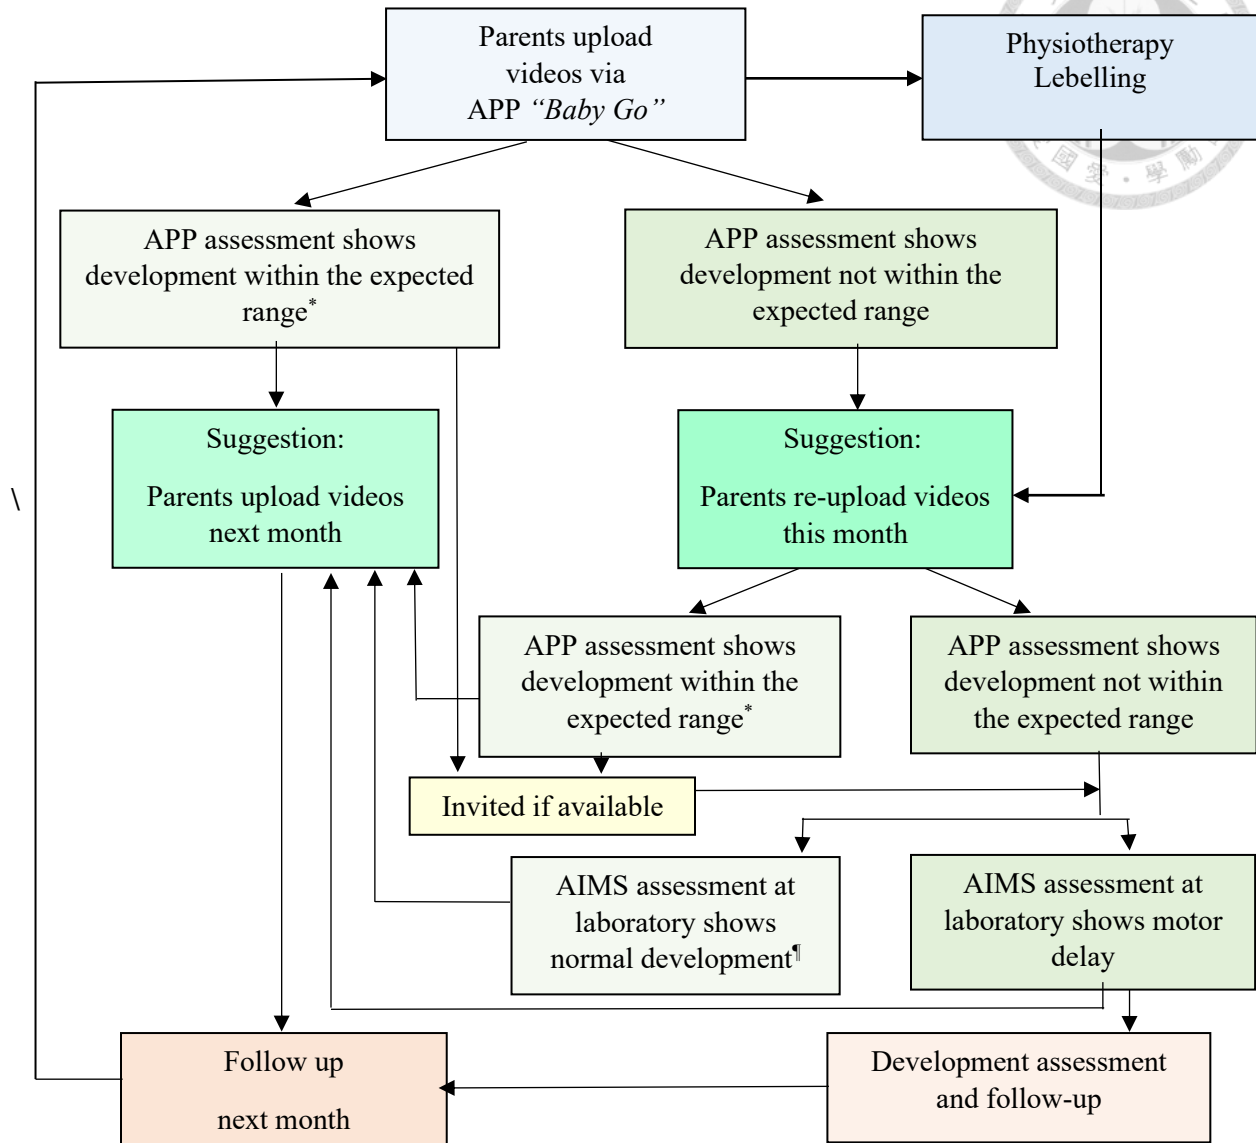 Parents upload
videos via
APP “Baby Go”
Physiotherapy
Lebelling
國 愛 · 學 勵
APP assessment shows
development within the expected
range*
APP assessment shows
development not within the
expected range
Suggestion:
Parents upload videos
next month
Suggestion:
Parents re-upload videos
this month
\
APP assessment shows
development within the
expected range*
APP assessment shows
development not within
the expected range
Invited if available
AIMS assessment at
laboratory shows
normal development¶
AIMS assessment at
laboratory shows motor
delay
Follow up
next month
Development assessment
and follow-up